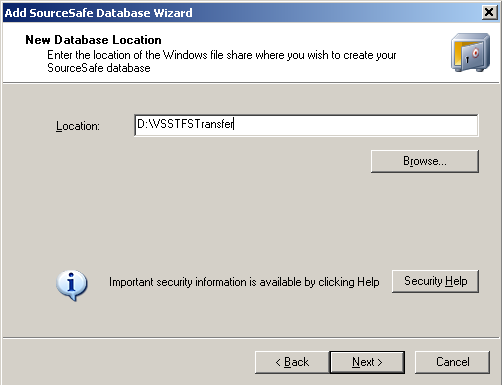 Add SourceSafe Database Wizard
New Database Location
Enter the location of the Windows file share where you wish to create your
SourceSafe database
Location:
D:\VSSTFSTransfer
Browse...
Important security information is available by clicking Help
Security Help
< Back
Next >
Cancel